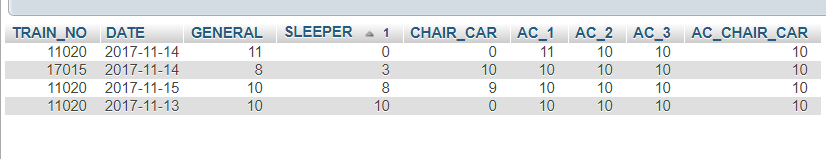 TRAIN_NO DATE GENERAL SLEEPER 1 CHAIR_CAR AC_1 AC_2 AC_3 AC_CHAIR_CAR
11020 2017-11-14 11 0 0 11 10 10 10
17015 2017-11-14 8 3 10 10 10 10 10
11020 2017-11-15 10 8 9 10 10 10 10
11020 2017-11-13 10 10 0 10 10 10 10